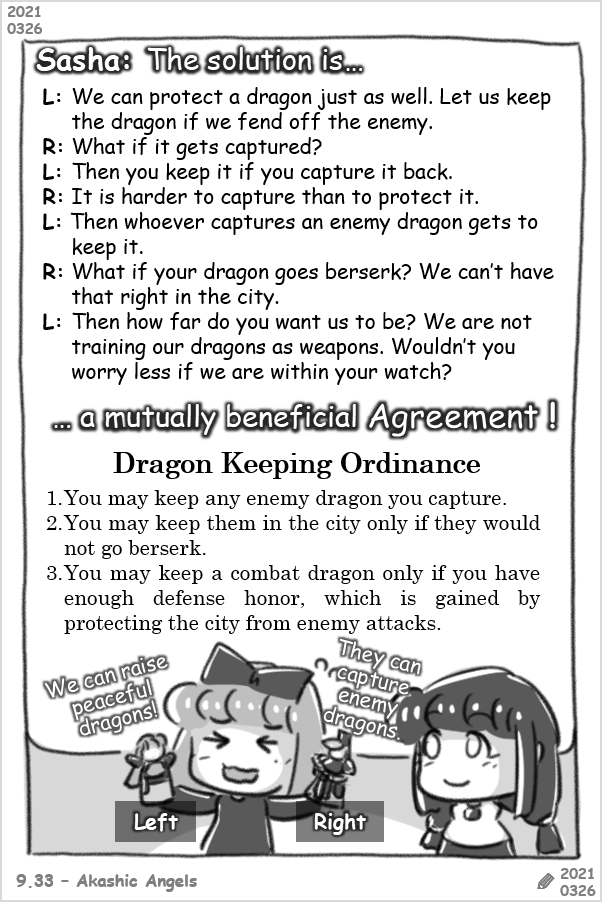 2021
0326
Sasha: The solution is...
L: We can protect a dragon just as well. Let us keep
the dragon if we fend off the enemy.
R: What if it gets captured?
L: Then you keep it if you capture it back.
R: It is harder to capture than to protect it.
L: Then whoever captures an enemy dragon gets to
keep it.
R: What if your dragon goes berserk? We can't have
that right in the city.
L: Then how far do you want us to be? We are not
training our dragons as weapons. Wouldn't you
worry less if we are within your watch?
... a mutually beneficial Agreement!
Dragon Keeping Ordinance
1. You may keep any enemy dragon you capture.
2. You may keep them in the city only if they would
not go berserk.
3. You may keep a combat dragon only if you have
enough defense honor, which is gained by
protecting the city from enemy attacks.
We can raise
peaceful
dragons!
They can
capture
enemy
dragons.
Left
Right
9.33 – Akashic Angels
2021
0326